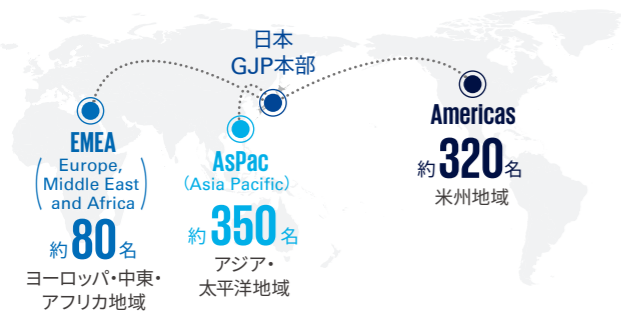 日本
GJP本部
EMEA
(Europe,
Middle East
and Africa)
約80名
ヨーロッパ・中東・
アフリカ地域
AsPac
(Asia Pacific)
約350名
アジア・
太平洋地域
Americas
約320名
米州地域